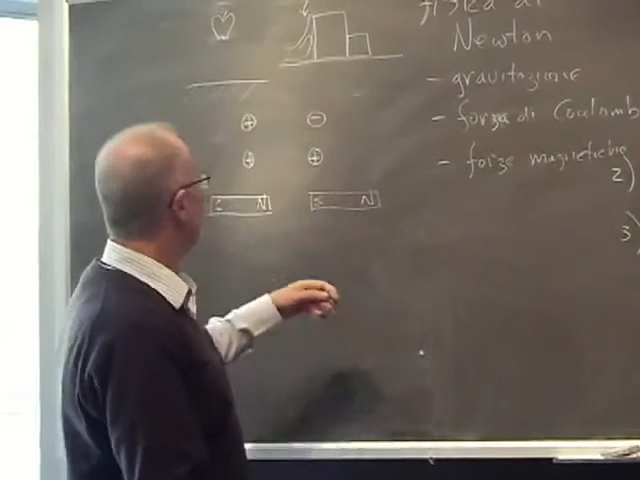 fisica di
Newton
- gravitazione
- forza di Coulomb
- forze magnetiche
2)
3)
+ -
+ +
S N S N